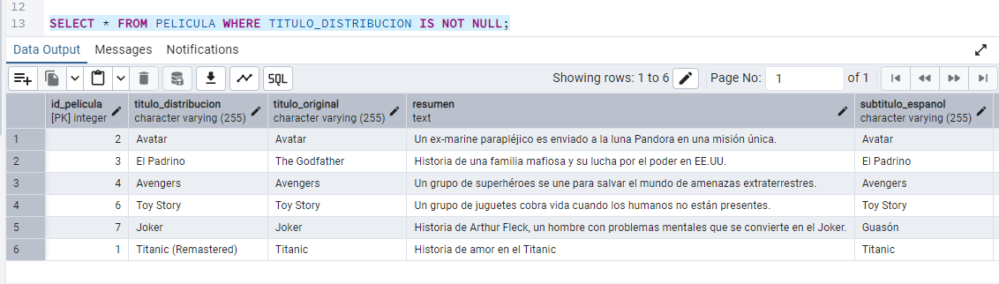 12
13 SELECT * FROM PELICULA WHERE TITULO_DISTRIBUCION IS NOT NULL;
Data Output Messages Notifications
SQL Showing rows: 1 to 6 Page No: 1 of 1
id_pelicula titulo_distribucion titulo_original resumen subtitulo_espanol
[PK] integer character varying (255) character varying (255) text character varying (255)
1 2 Avatar Avatar Un ex-marine parapléjico es enviado a la luna Pandora en una misión única. Avatar
2 3 El Padrino The Godfather Historia de una familia mafiosa y su lucha por el poder en EE.UU. El Padrino
3 4 Avengers Avengers Un grupo de superhéroes se une para salvar el mundo de amenazas extraterrestres. Avengers
4 6 Toy Story Toy Story Un grupo de juguetes cobra vida cuando los humanos no están presentes. Toy Story
5 7 Joker Joker Historia de Arthur Fleck, un hombre con problemas mentales que se convierte en el Joker. Guasón
6 1 Titanic (Remastered) Titanic Historia de amor en el Titanic Titanic